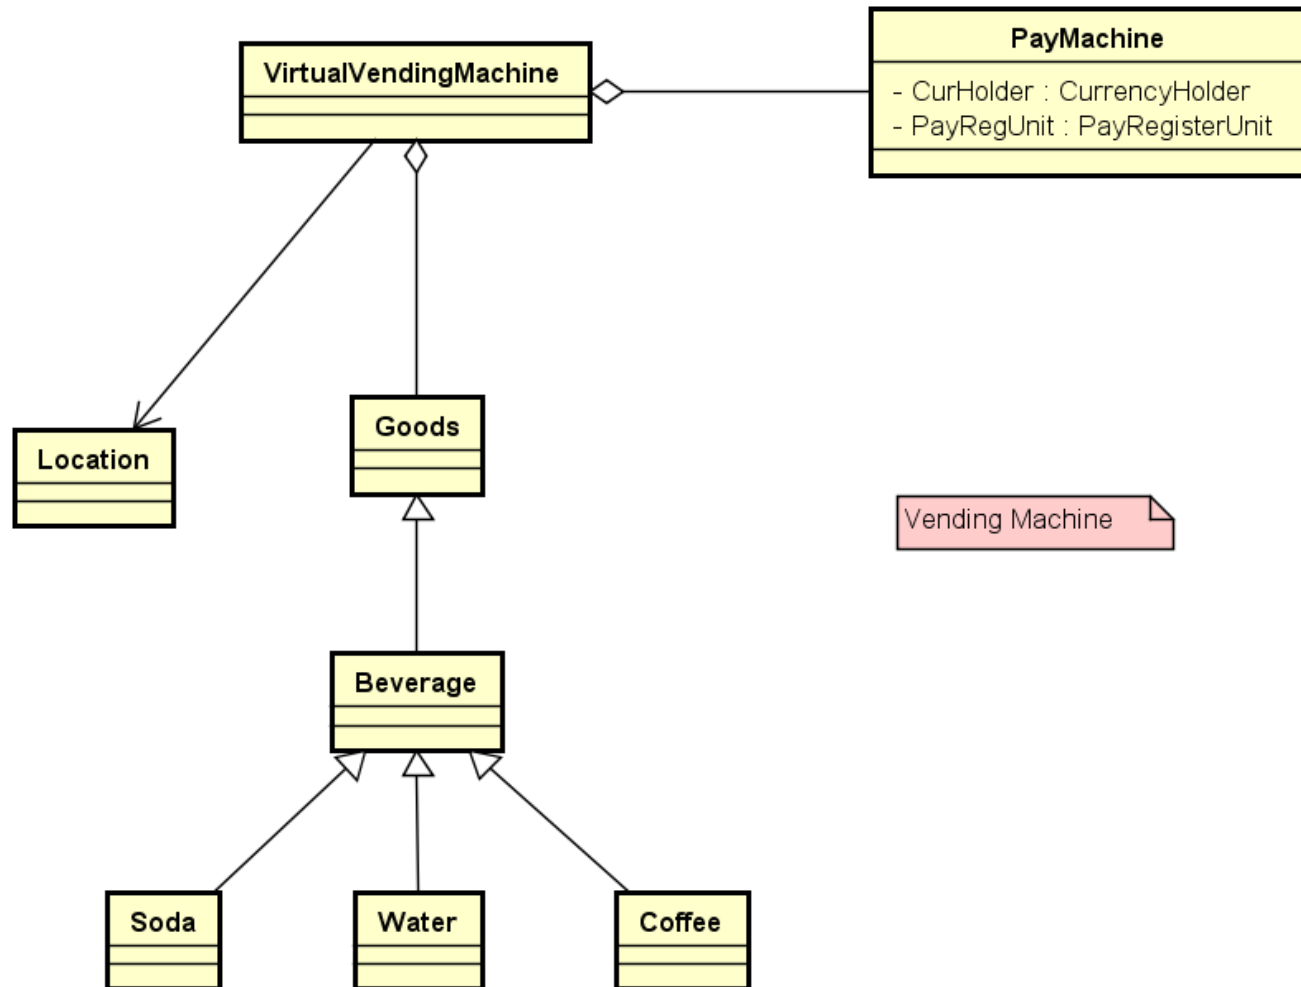 VirtualVendingMachine
PayMachine
- CurHolder : CurrencyHolder
- PayRegUnit : PayRegisterUnit
Location
Goods
Vending Machine
Beverage
Soda
Water
Coffee